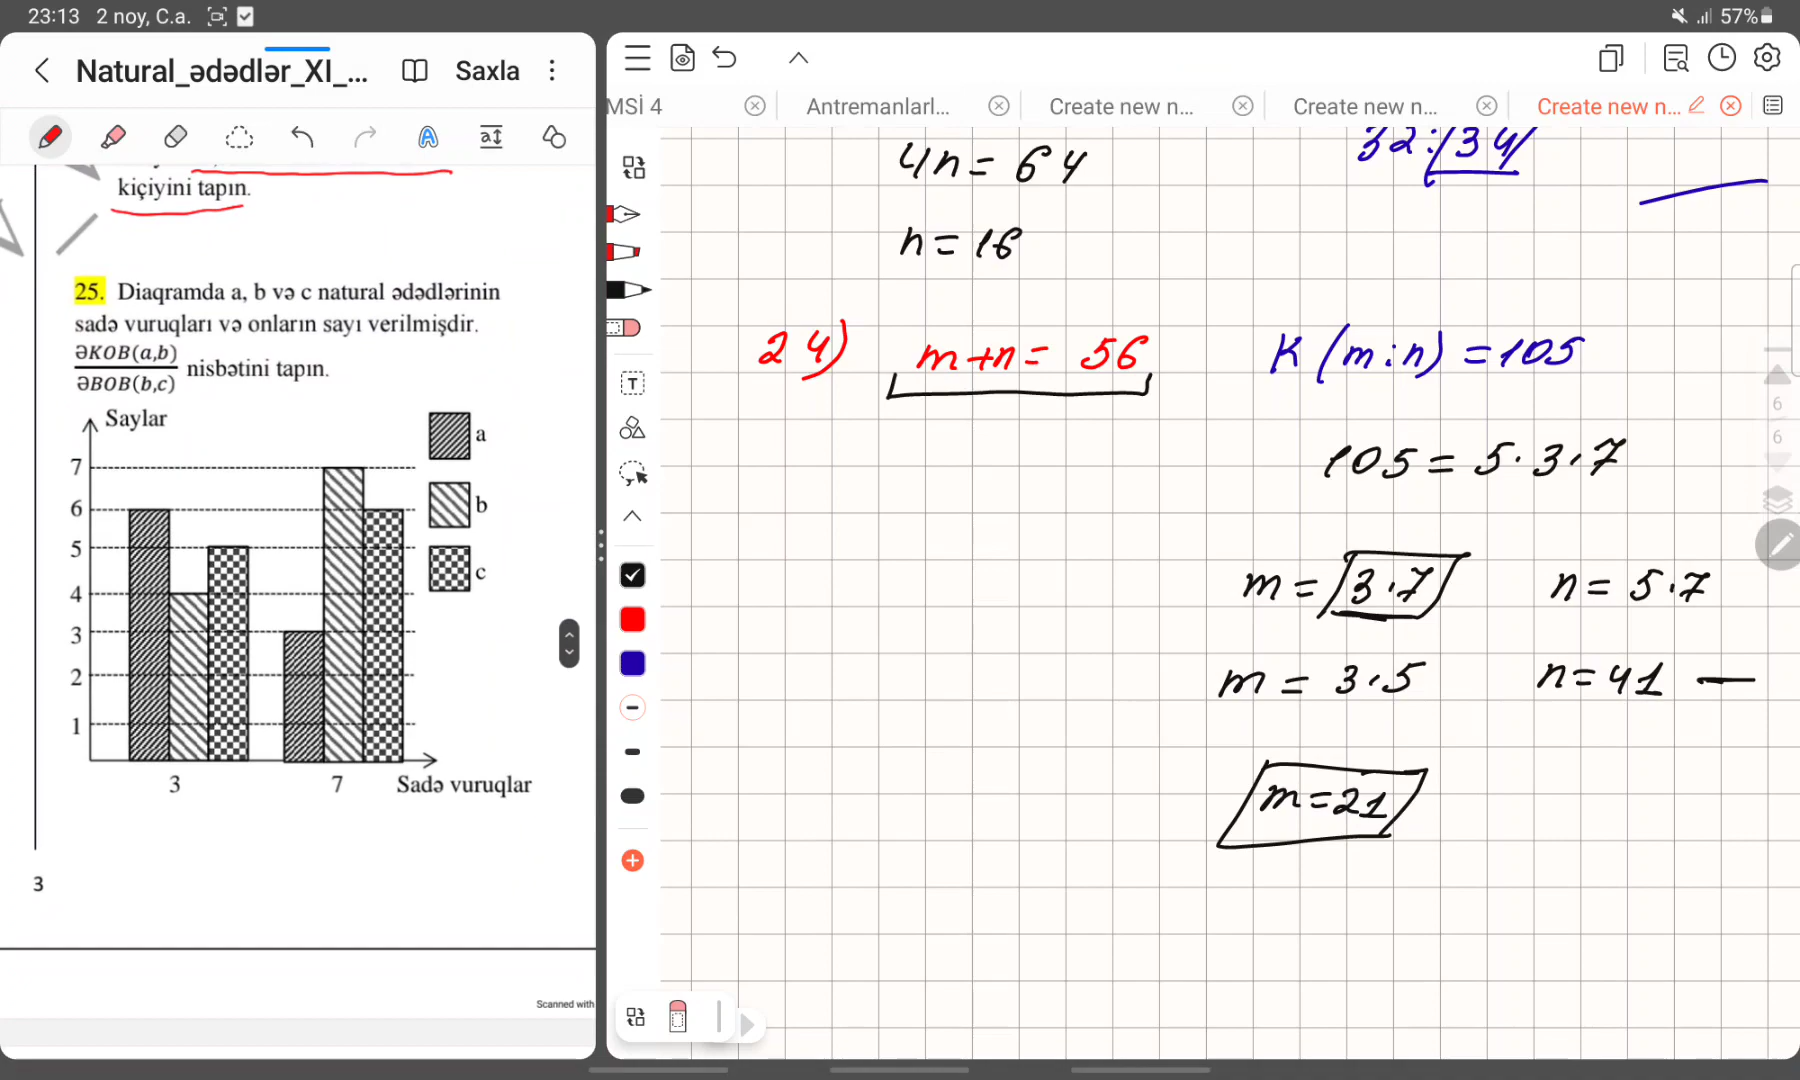 23:13 2 noy, C.a.
57%
Natural_ədədlər_XI_...
Saxla
kiçiyini tapın.
25. Diaqramda a, b və c natural ədədlərinin
sadə vuruqları və onların sayı verilmişdir.
ƏKOB(a,b)
ƏBOB(b,c)
nisbətini tapın.
Saylar
a
b
c
7
6
5
4
3
2
1
3 7 Sadə vuruqlar
3
Scanned with
MSİ 4
Antremanlarl...
Create new n...
Create new n...
Create new n...
4n = 64
n = 16
24) m+n = 56
K(m;n) = 105
105 = 5·3·7
m = 3·7 n = 5·7
m = 3·5 n = 41 —
m = 21
6
6